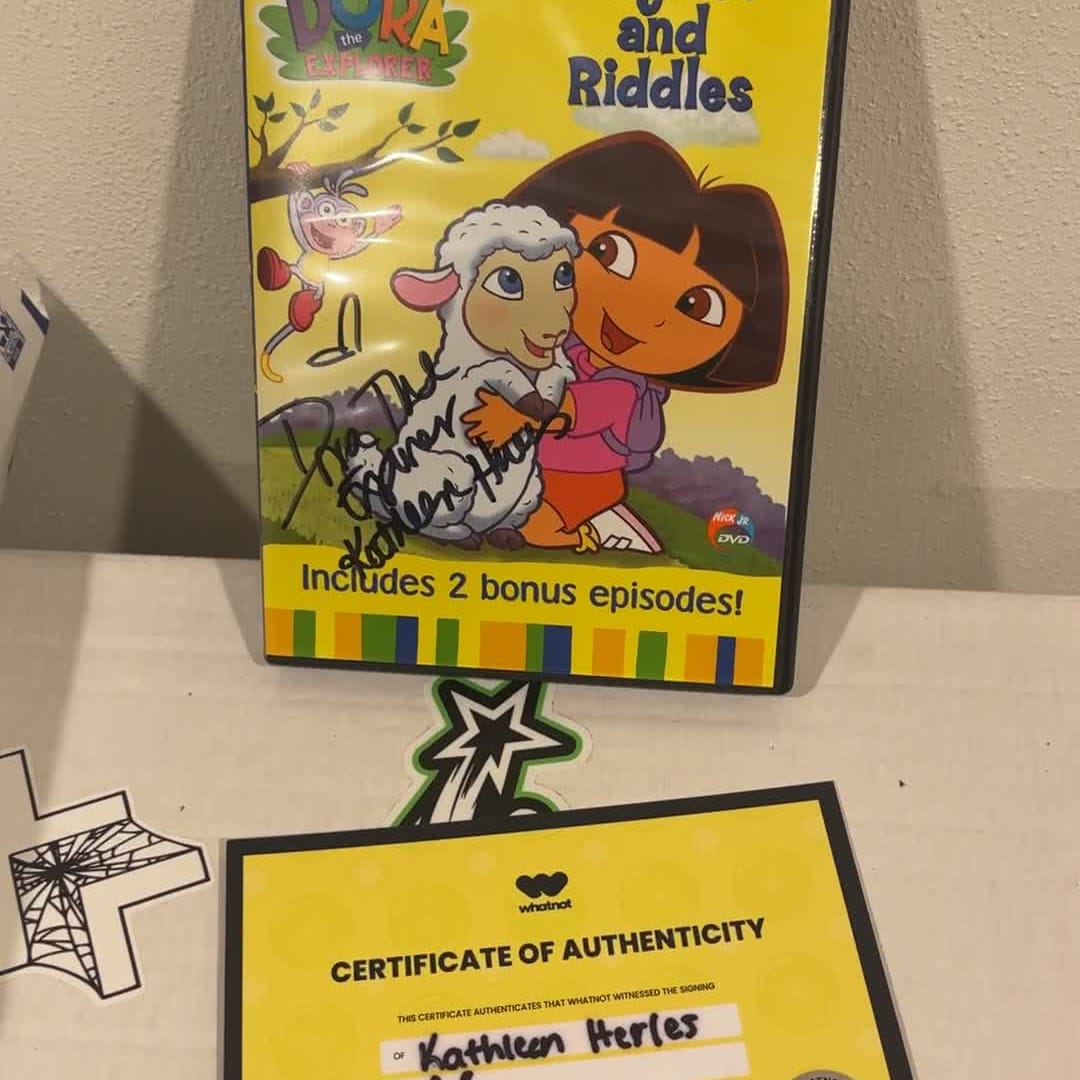 DORA
the
EXPLORER
and
Riddles
Dora The
Explorer
Kathleen Herles
NICK JR
DVD
Includes 2 bonus episodes!
whatnot
CERTIFICATE OF AUTHENTICITY
THIS CERTIFICATE AUTHENTICATES THAT WHATNOT WITNESSED THE SIGNING
OF Kathleen Herles